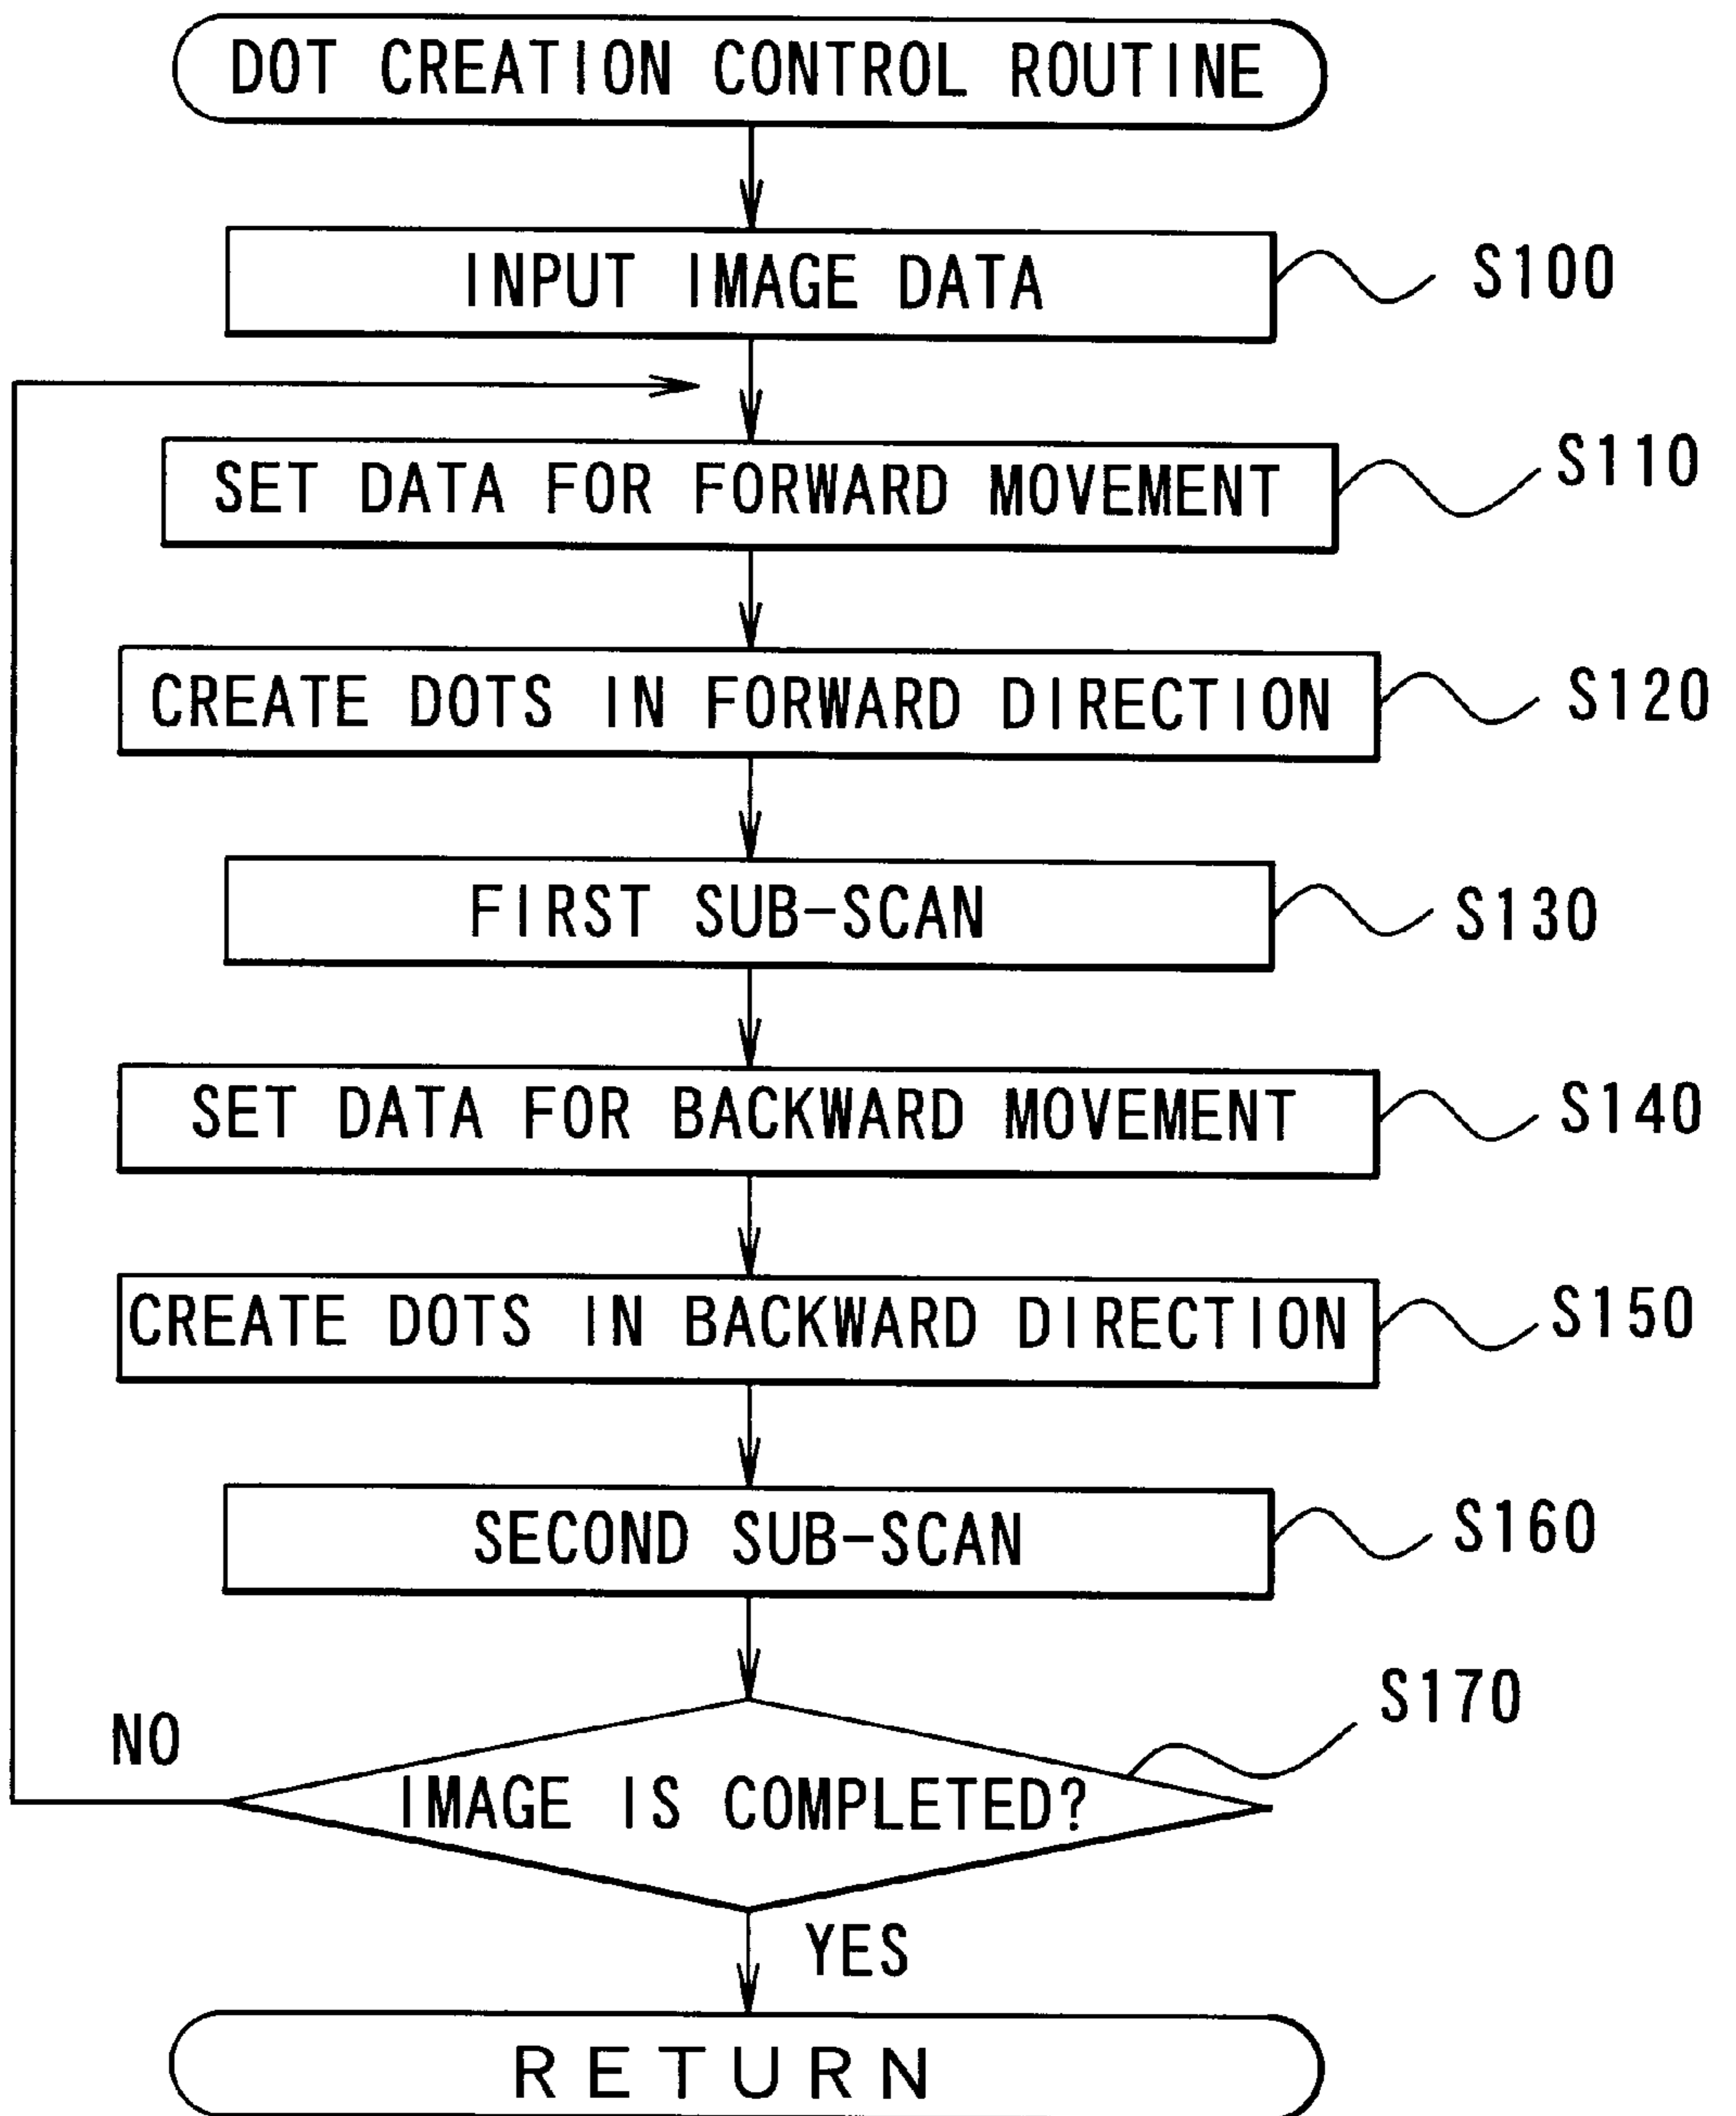 DOT CREATION CONTROL ROUTINE
INPUT IMAGE DATA
S100
SET DATA FOR FORWARD MOVEMENT
S110
CREATE DOTS IN FORWARD DIRECTION
S120
FIRST SUB-SCAN
S130
SET DATA FOR BACKWARD MOVEMENT
S140
CREATE DOTS IN BACKWARD DIRECTION
S150
SECOND SUB-SCAN
S160
S170
NO
IMAGE IS COMPLETED?
YES
RETURN